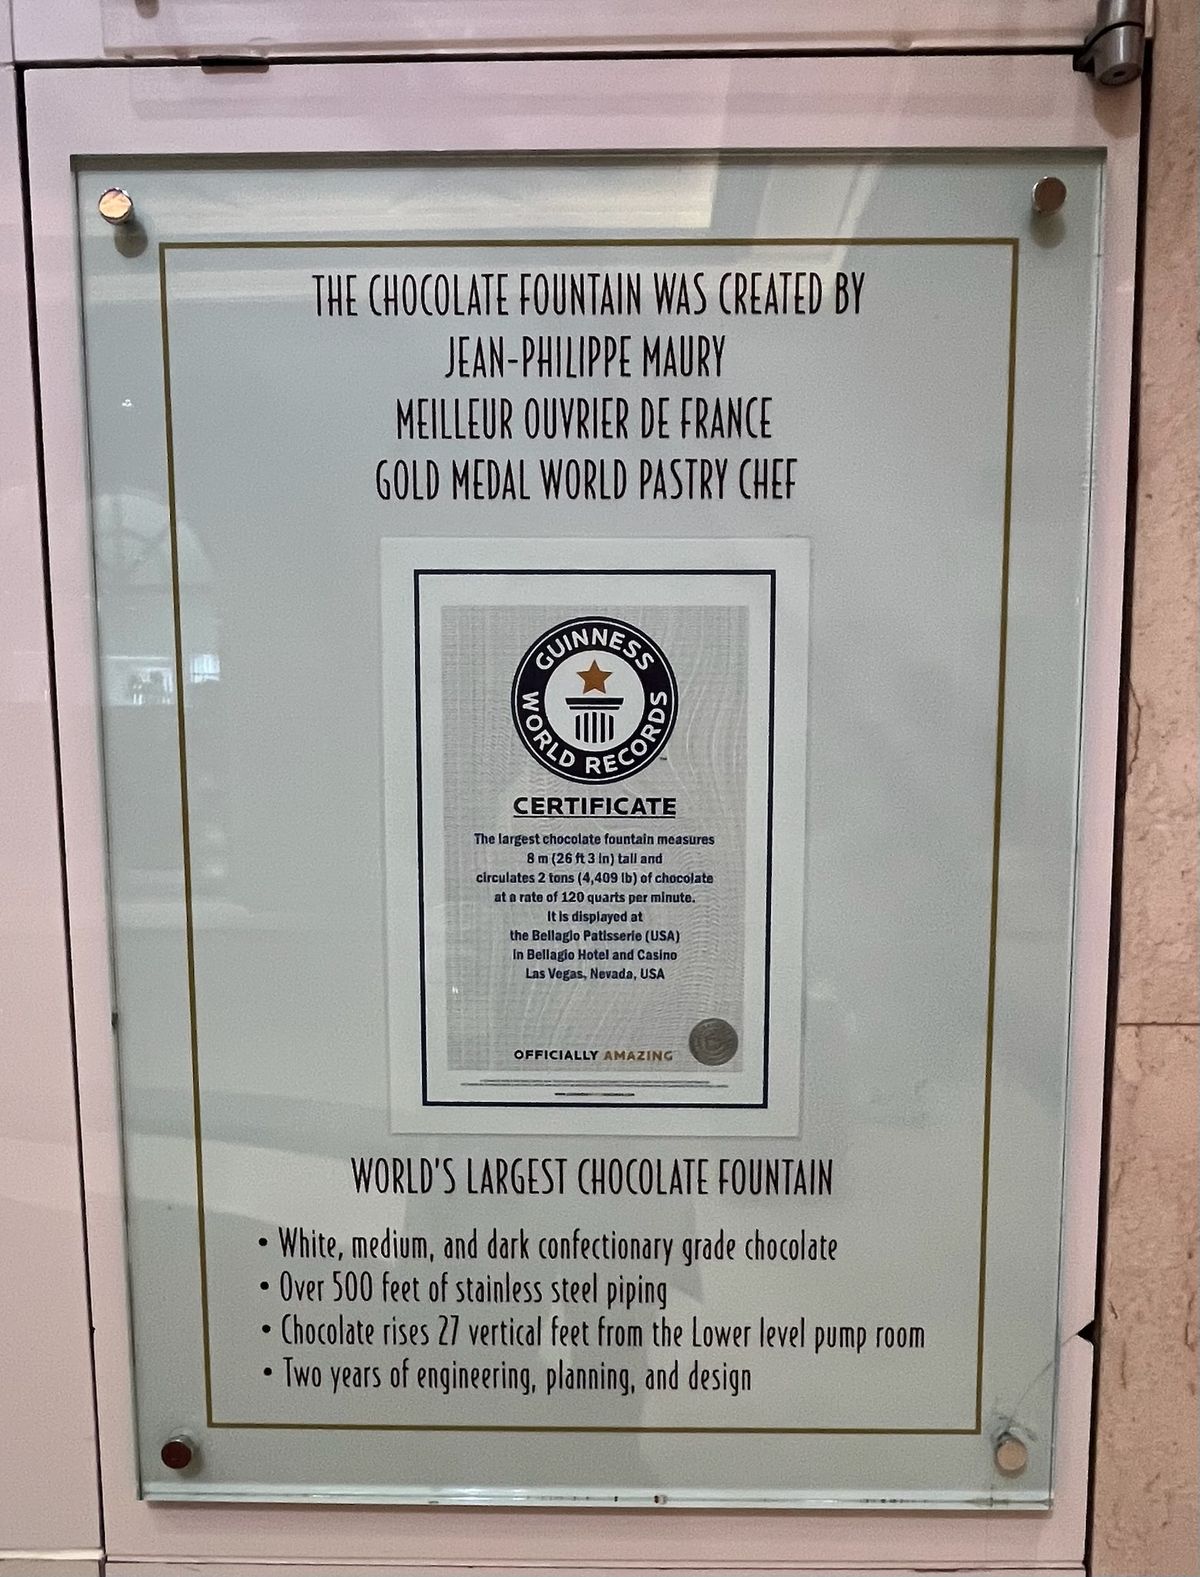 THE CHOCOLATE FOUNTAIN WAS CREATED BY
JEAN-PHILIPPE MAURY
MEILLEUR OUVRIER DE FRANCE
GOLD MEDAL WORLD PASTRY CHEF
GUINNESS
WORLD RECORDS
CERTIFICATE
The largest chocolate fountain measures
8 m (26 ft 3 in) tall and
circulates 2 tons (4,409 lb) of chocolate
at a rate of 120 quarts per minute.
It is displayed at
the Bellagio Patisserie (USA)
in Bellagio Hotel and Casino
Las Vegas, Nevada, USA
OFFICIALLY AMAZING
WORLD'S LARGEST CHOCOLATE FOUNTAIN
• White, medium, and dark confectionary grade chocolate
• Over 500 feet of stainless steel piping
• Chocolate rises 27 vertical feet from the Lower level pump room
• Two years of engineering, planning, and design